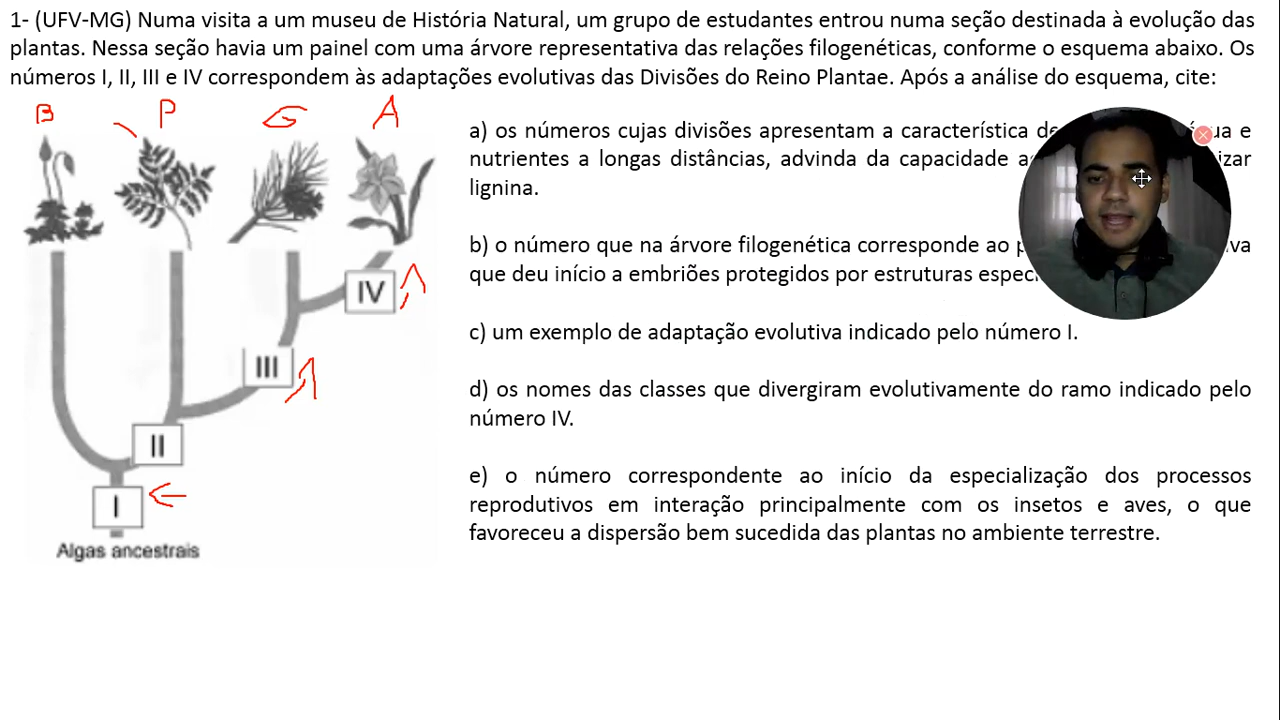 1- (UFV-MG) Numa visita a um museu de História Natural, um grupo de estudantes entrou numa seção destinada à evolução das
plantas. Nessa seção havia um painel com uma árvore representativa das relações filogenéticas, conforme o esquema abaixo. Os
números I, II, III e IV correspondem às adaptações evolutivas das Divisões do Reino Plantae. Após a análise do esquema, cite:
B P G A
IV
III
II
I
Algas ancestrais
a) os números cujas divisões apresentam a característica de e
nutrientes a longas distâncias, advinda da capacidade
lignina.
b) o número que na árvore filogenética corresponde ao
que deu início a embriões protegidos por estruturas
c) um exemplo de adaptação evolutiva indicado pelo número I.
d) os nomes das classes que divergiram evolutivamente do ramo indicado pelo
número IV.
e) o número correspondente ao início da especialização dos processos
reprodutivos em interação principalmente com os insetos e aves, o que
favoreceu a dispersão bem sucedida das plantas no ambiente terrestre.